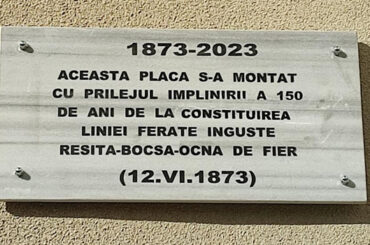 1873-2023
ACEASTA PLACA S-A MONTAT
CU PRILEJUL IMPLINIRII A 150
DE ANI DE LA CONSTITUIREA
LINIEI FERATE INGUSTE
RESITA-BOCSA-OCNA DE FIER
(12.VI.1873)